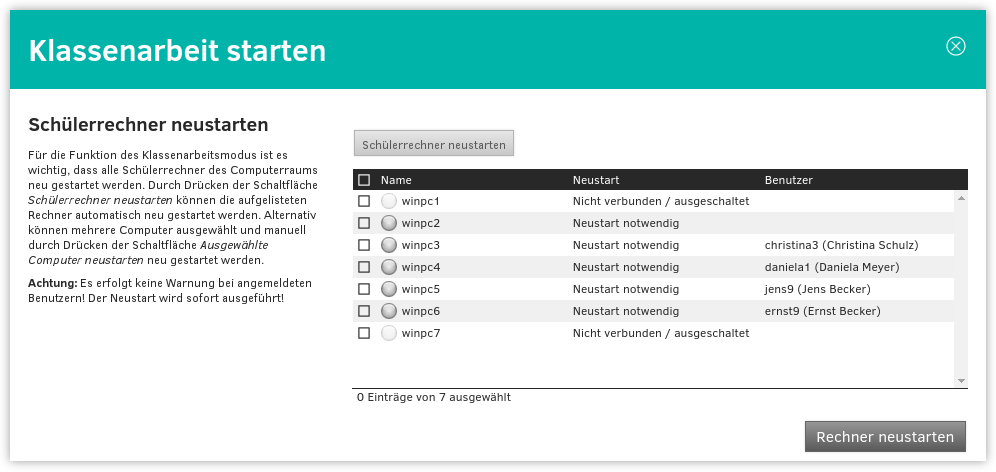 Klassenarbeit starten
Schülerrechner neustarten
Für die Funktion des Klassenarbeitsmodus ist es
wichtig, dass alle Schülerrechner des Computerraums
neu gestartet werden. Durch Drücken der Schaltfläche
Schülerrechner neustarten können die aufgelisteten
Rechner automatisch neu gestartet werden. Alternativ
können mehrere Computer ausgewählt und manuell
durch Drücken der Schaltfläche Ausgewählte
Computer neustarten neu gestartet werden.
Achtung: Es erfolgt keine Warnung bei angemeldeten
Benutzern! Der Neustart wird sofort ausgeführt!
Schülerrechner neustarten
Name Neustart Benutzer
winpc1 Nicht verbunden / ausgeschaltet
winpc2 Neustart notwendig
winpc3 Neustart notwendig christina3 (Christina Schulz)
winpc4 Neustart notwendig daniela1 (Daniela Meyer)
winpc5 Neustart notwendig jens9 (Jens Becker)
winpc6 Neustart notwendig ernst9 (Ernst Becker)
winpc7 Nicht verbunden / ausgeschaltet
0 Einträge von 7 ausgewählt
Rechner neustarten